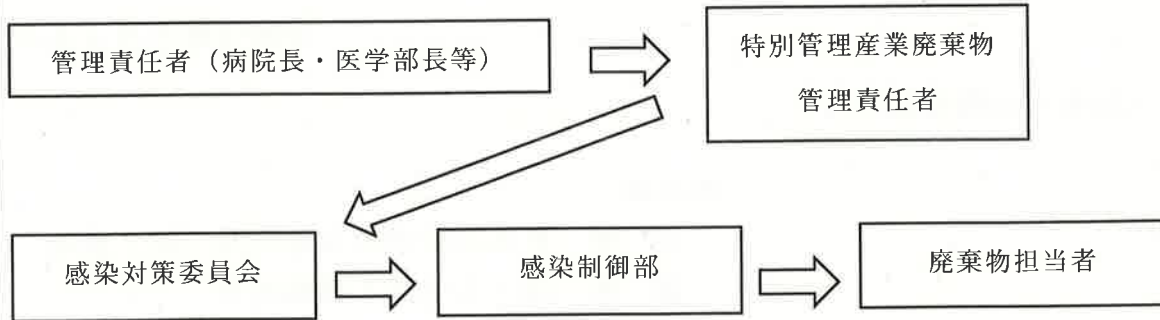 管理責任者（病院長・医学部長等）
特別管理産業廃棄物
管理責任者
感染対策委員会
感染制御部
廃棄物担当者